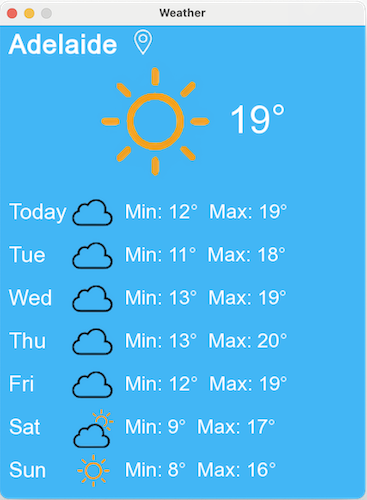 Weather
Adelaide
19°
Today Min: 12° Max: 19°
Tue Min: 11° Max: 18°
Wed Min: 13° Max: 19°
Thu Min: 13° Max: 20°
Fri Min: 12° Max: 19°
Sat Min: 9° Max: 17°
Sun Min: 8° Max: 16°